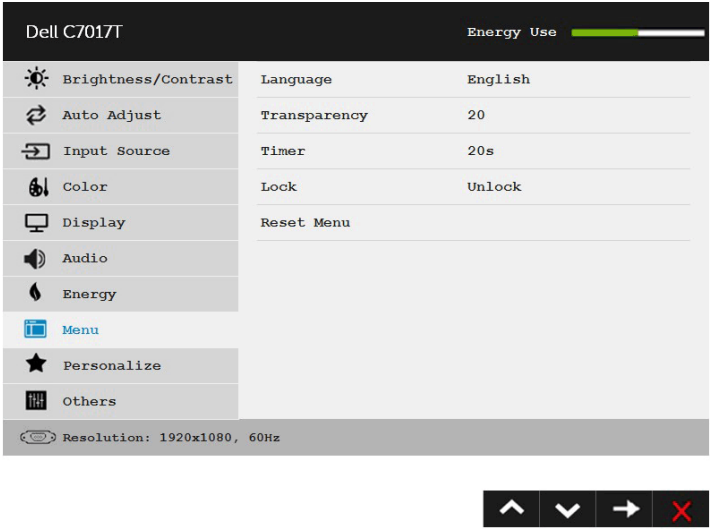 Dell C7017T
Energy Use
Brightness/Contrast
Language English
Auto Adjust
Transparency 20
Input Source
Timer 20s
Color
Lock Unlock
Display
Reset Menu
Audio
Energy
Menu
Personalize
Others
Resolution: 1920x1080, 60Hz